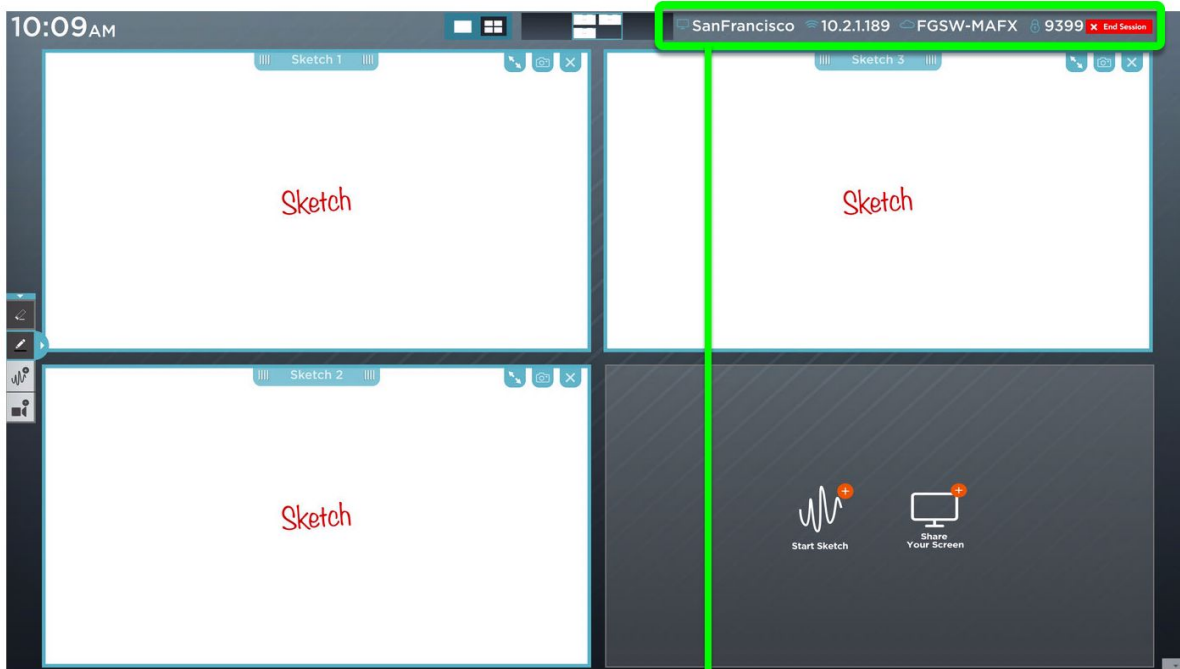 10:09AM
SanFrancisco 10.2.1.189 FGSW-MAFX 9399 × End Session
Sketch 1
Sketch 3
Sketch
Sketch
Sketch 2
Sketch
Start Sketch
Share
Your Screen